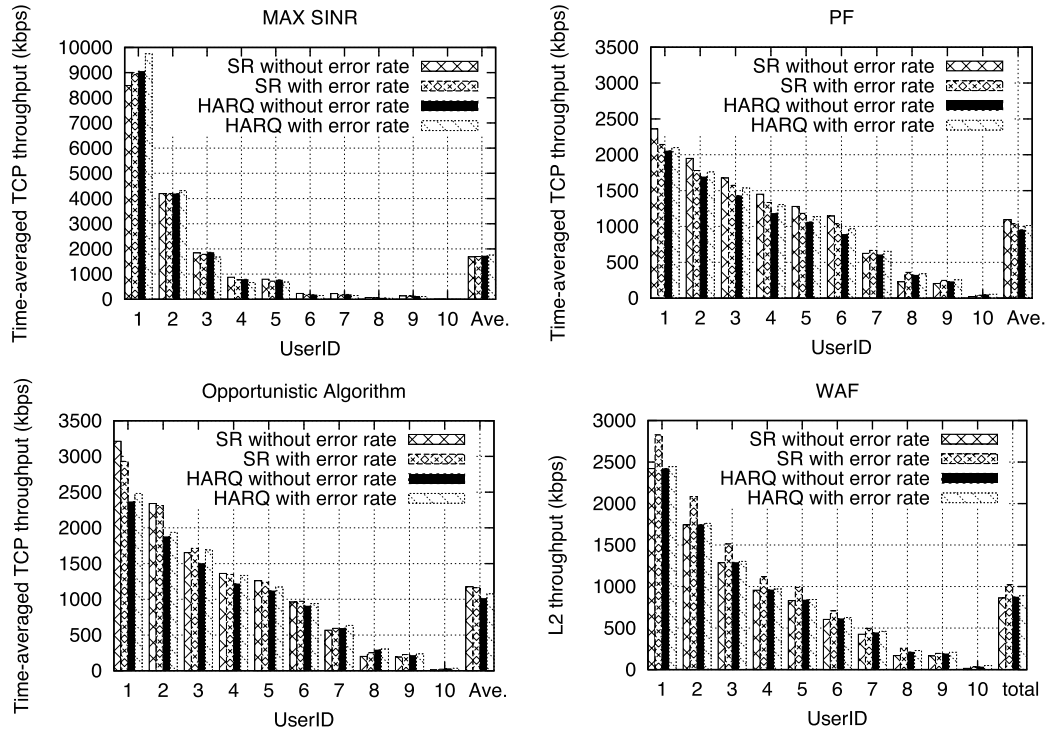 MAX SINR
Time-averaged TCP throughput (kbps)
10000
9000
8000
7000
6000
5000
4000
3000
2000
1000
0
SR without error rate
SR with error rate
HARQ without error rate
HARQ with error rate
1 2 3 4 5 6 7 8 9 10 Ave.
UserID
PF
Time-averaged TCP throughput (kbps)
3500
3000
2500
2000
1500
1000
500
0
SR without error rate
SR with error rate
HARQ without error rate
HARQ with error rate
1 2 3 4 5 6 7 8 9 10 Ave.
UserID
Opportunistic Algorithm
Time-averaged TCP throughput (kbps)
3500
3000
2500
2000
1500
1000
500
0
SR without error rate
SR with error rate
HARQ without error rate
HARQ with error rate
1 2 3 4 5 6 7 8 9 10 Ave.
UserID
WAF
L2 throughput (kbps)
3000
2500
2000
1500
1000
500
0
SR without error rate
SR with error rate
HARQ without error rate
HARQ with error rate
1 2 3 4 5 6 7 8 9 10 total
UserID